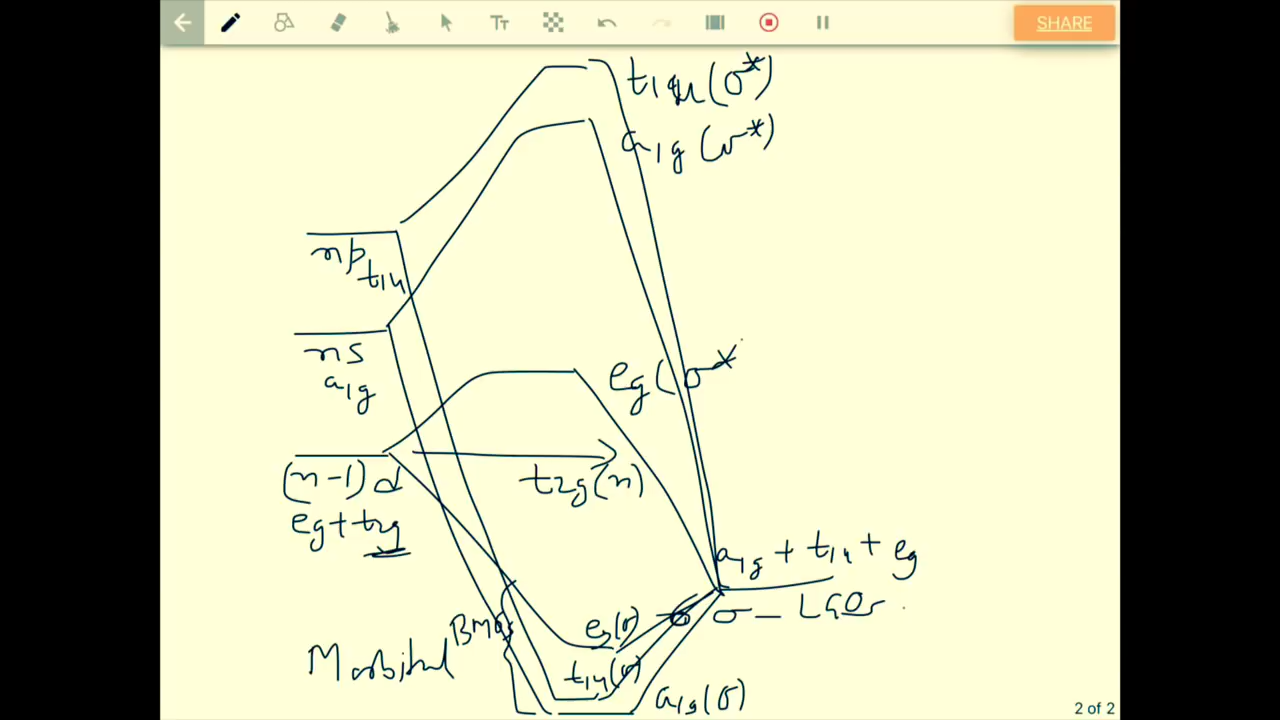 SHARE
t1u(σ*)
a1g(σ*)
np
t1u
ns
a1g
eg(σ*
(n-1)d
eg+t2g
t2g(n)
a1g + t1u + eg
σ - LGOs
BMOs
eg(σ)
M orbital
t1u(σ)
a1g(σ)
2 of 2